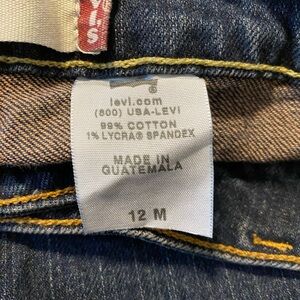 levi.com
(800) USA-LEVI
99% COTTON
1% LYCRA® SPANDEX
MADE IN
GUATEMALA
12 M